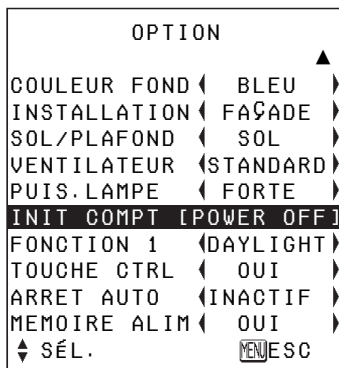 OPTION
▲
COULEUR FOND BLEU
INSTALLATION FAÇADE
SOL/PLAFOND SOL
VENTILATEUR STANDARD
PUIS.LAMPE FORTE
INIT COMPT [POWER OFF]
FONCTION 1 DAYLIGHT
TOUCHE CTRL OUI
ARRET AUTO INACTIF
MEMOIRE ALIM OUI
SÉL. MENU ESC